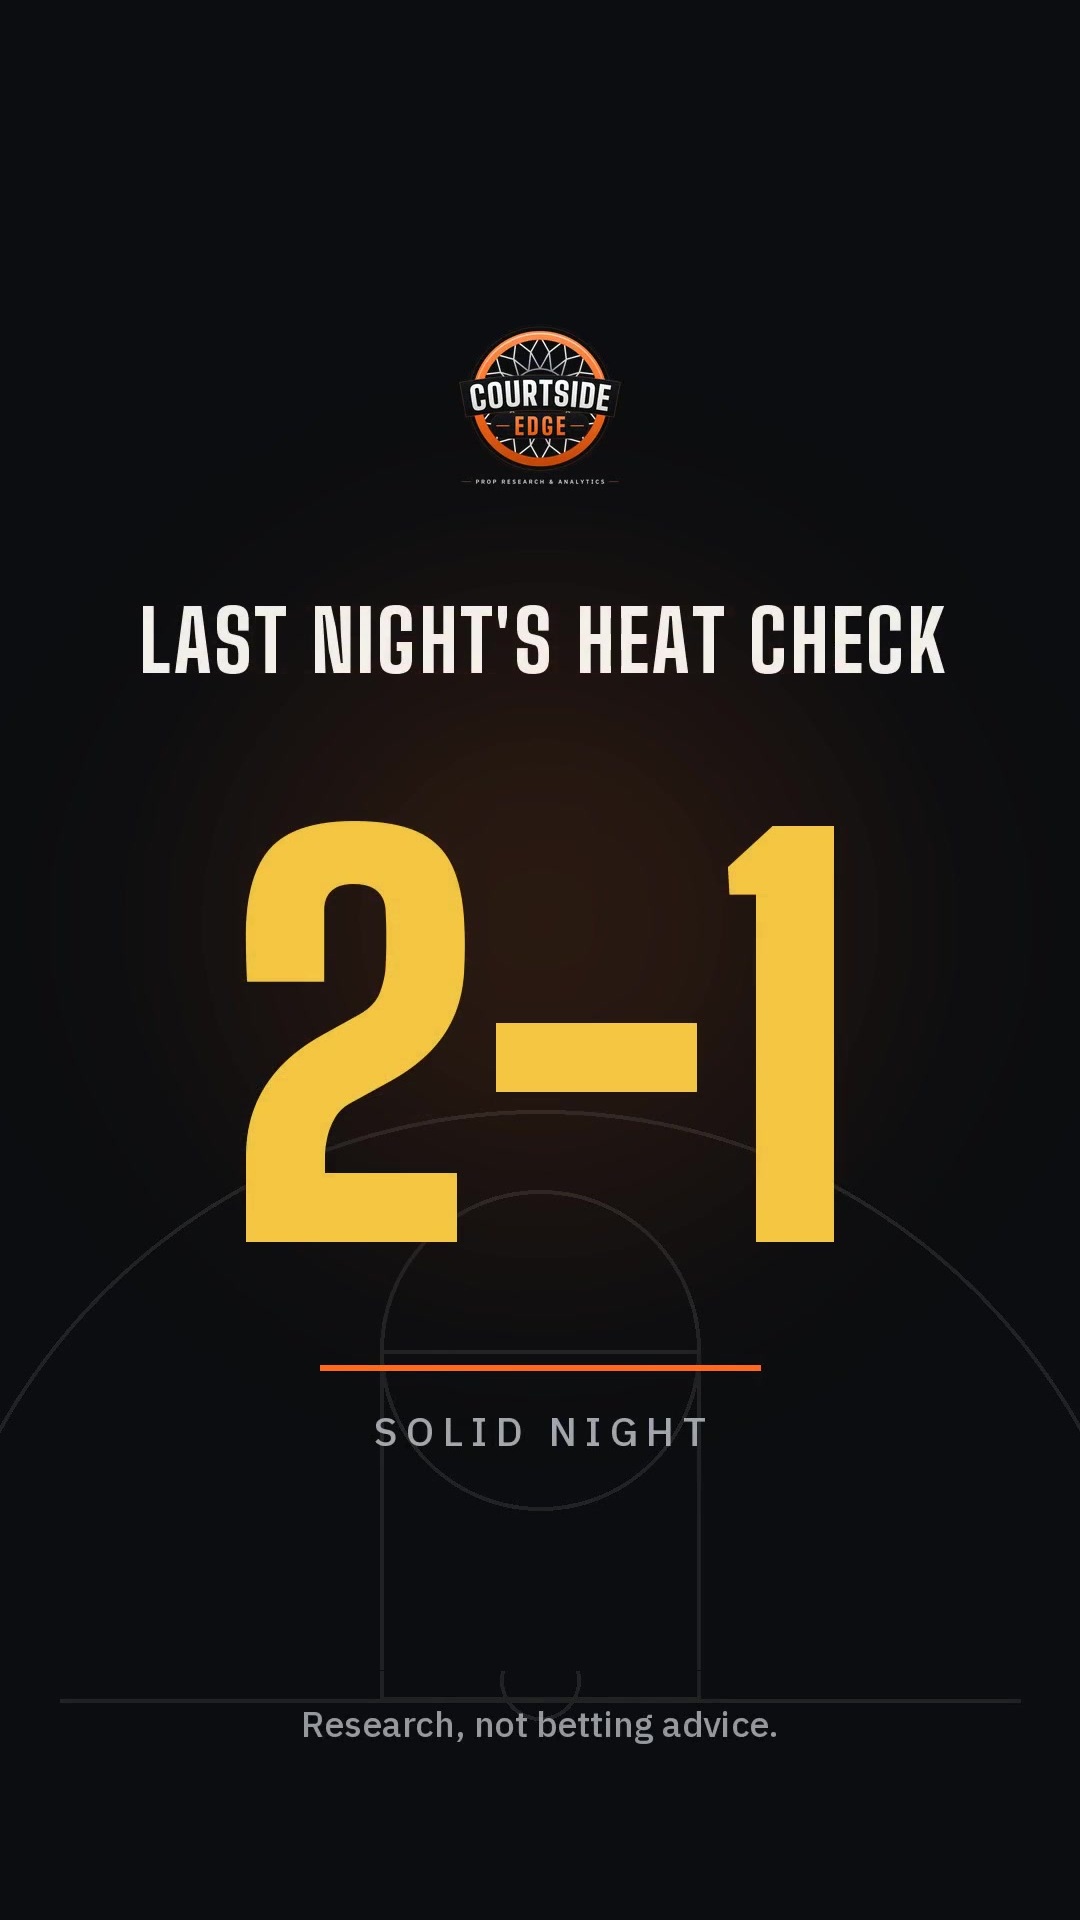 COURTSIDE
EDGE
PROP RESEARCH & ANALYTICS
LAST NIGHT'S HEAT CHECK
2-1
SOLID NIGHT
Research, not betting advice.